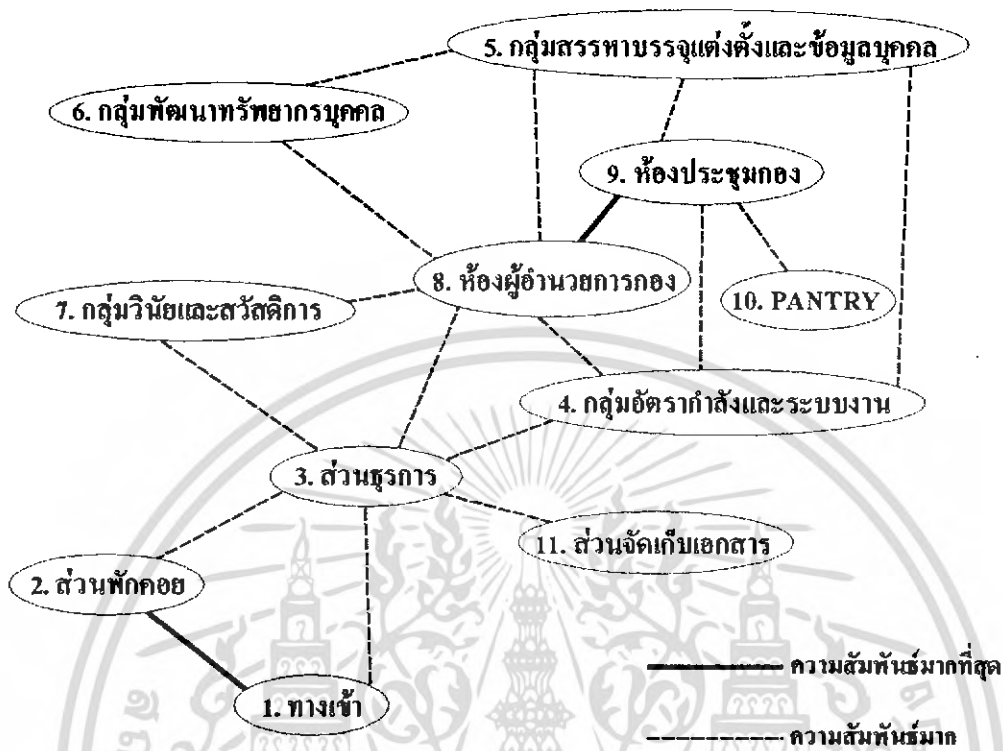 5. กลุ่มสรรหาบรรจุแต่งตั้งและข้อมูลบุคคล
6. กลุ่มพัฒนาทรัพยากรบุคคล
9. ห้องประชุมกอง
8. ห้องผู้อำนวยการกอง
7. กลุ่มวินัยและสวัสดิการ
10. PANTRY
4. กลุ่มอัตรากำลังและระบบงาน
3. ส่วนธุรการ
11. ส่วนจัดเก็บเอกสาร
2. ส่วนพักคอย
ความสัมพันธ์มากที่สุด
1. ทางเข้า
ความสัมพันธ์มาก